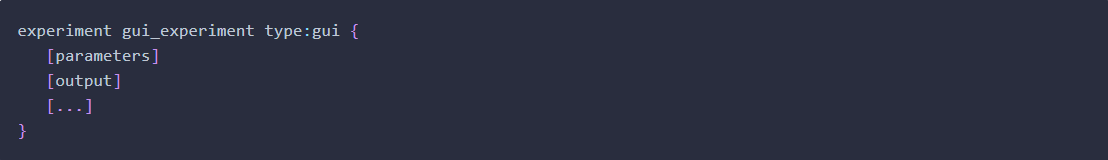 experiment gui_experiment type:gui {
[parameters]
[output]
[...]
}